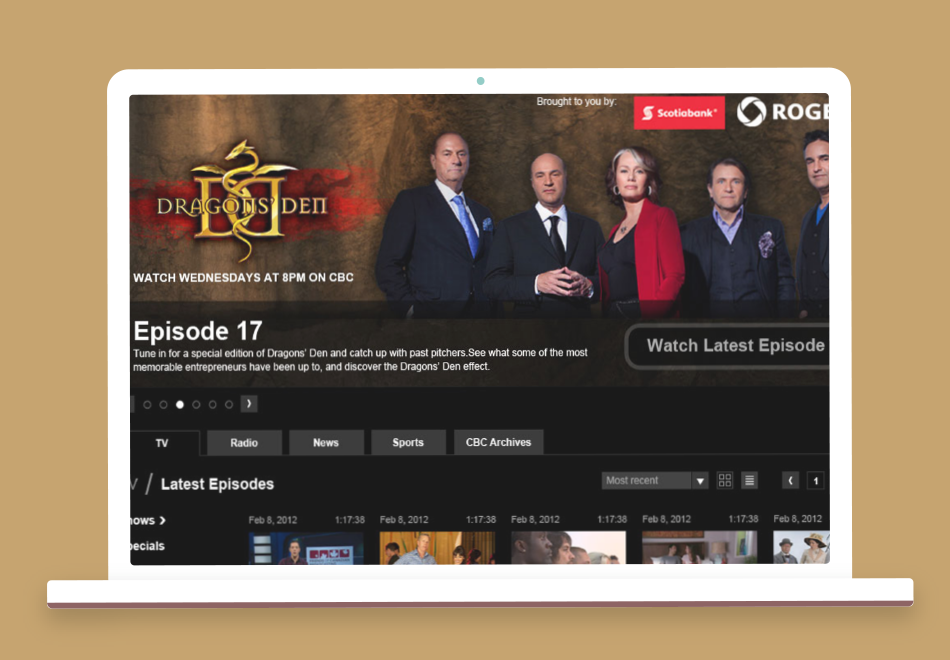 Brought to you by:
Scotiabank
ROGE
DRAGONS' DEN
WATCH WEDNESDAYS AT 8PM ON CBC
Episode 17
Tune in for a special edition of Dragons' Den and catch up with past pitchers.See what some of the most
memorable entrepreneurs have been up to, and discover the Dragons' Den effect.
Watch Latest Episode
TV Radio News Sports CBC Archives
V / Latest Episodes
Most recent
1
hows
pecials
Feb 8, 2012 1:17:38 Feb 8, 2012 1:17:38 Feb 8, 2012 1:17:38 Feb 8, 2012 1:17:38 Feb 8, 2012